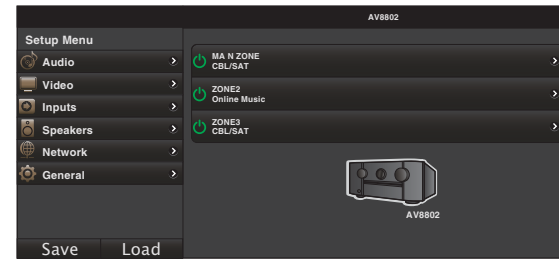 AV8802
Setup Menu
Audio
Video
Inputs
Speakers
Network
General
Save Load
MA N ZONE
CBL/SAT
ZONE2
Online Music
ZONE3
CBL/SAT
AV8802